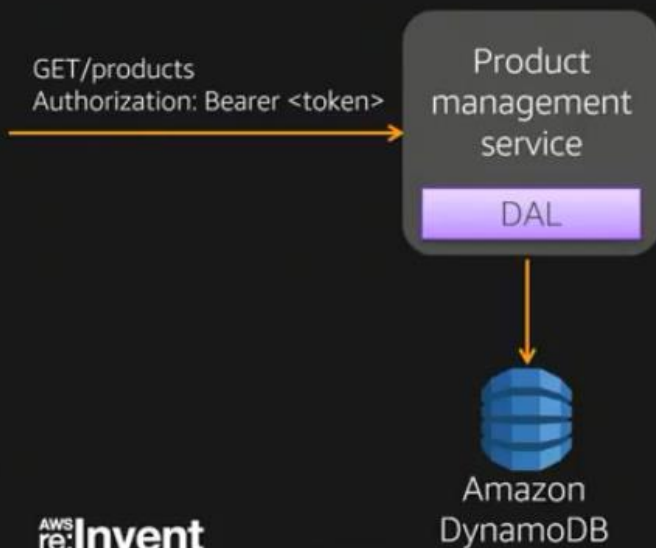 GET/products
Authorization: Bearer <token>
Product
management
service
DAL
Amazon
DynamoDB
AWS
re:Invent